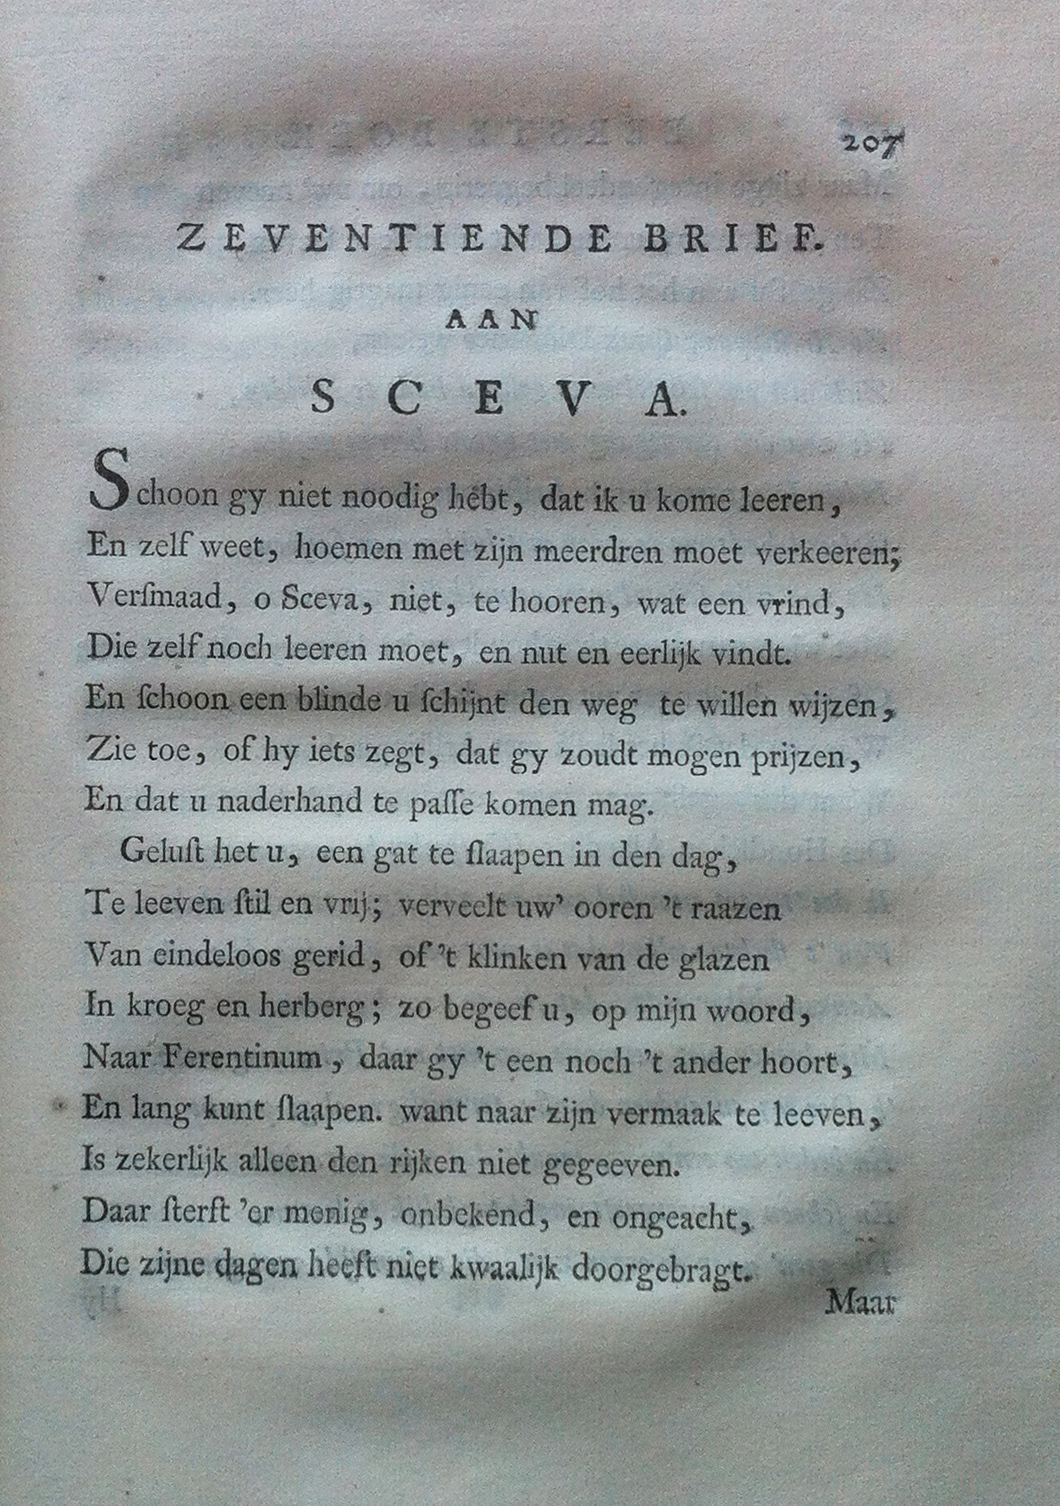 207
ZEVENTIENDE BRIEF.
AAN
SCEVA.
Schoon gy niet noodig hébt, dat ik u kome leeren,
En zelf weet, hoemen met zijn meerdren moet verkeeren;
Verſmaad, o Sceva, niet, te hooren, wat een vrind,
Die zelf noch leeren moet, en nut en eerlijk vindt.
En ſchoon een blinde u ſchijnt den weg te willen wijzen,
Zie toe, of hy iets zegt, dat gy zoudt mogen prijzen,
En dat u naderhand te paſſe komen mag.
Geluſt het u, een gat te ſlaapen in den dag,
Te leeven ſtil en vrij; verveelt uw' ooren 't raazen
Van eindeloos gerid, of 't klinken van de glazen
In kroeg en herberg; zo begeef u, op mijn woord,
Naar Ferentinum, daar gy 't een noch 't ander hoort,
En lang kunt ſlaapen. want naar zijn vermaak te leeven,
Is zekerlijk alleen den rijken niet gegeeven.
Daar ſterft 'er menig, onbekend, en ongeacht,
Die zijne dagen heeft niet kwaalijk doorgebragt.
Maar